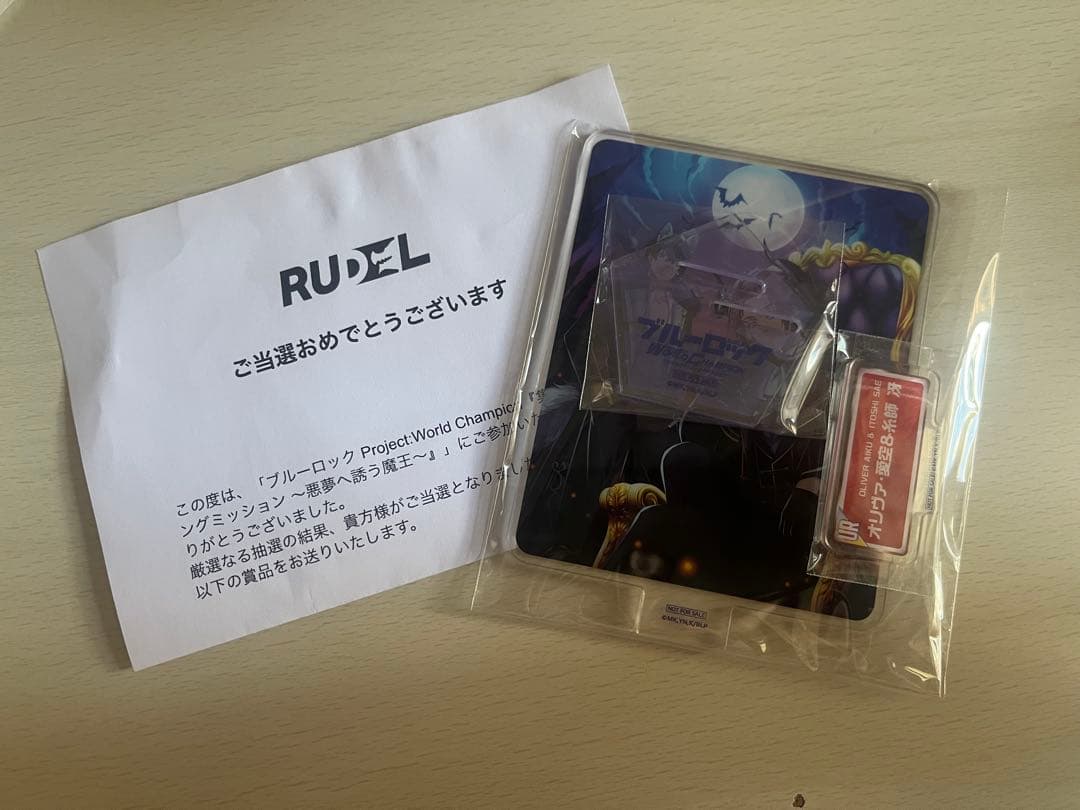 RUDEL
ご当選おめでとうございます
この度は、「ブルーロック Project:World Champio
ングミッション ～悪夢へ誘う魔王～』」にご参加いた
りがとうございました。
厳選なる抽選の結果、貴方様がご当選となりました
以下の賞品をお送りいたします。
ブルーロック
UR
OLIVER AIKU & ITOSHI SAE
オリヴァ・愛空&糸師 冴
NOT FOR SALE
©MK,YN,K/BLP